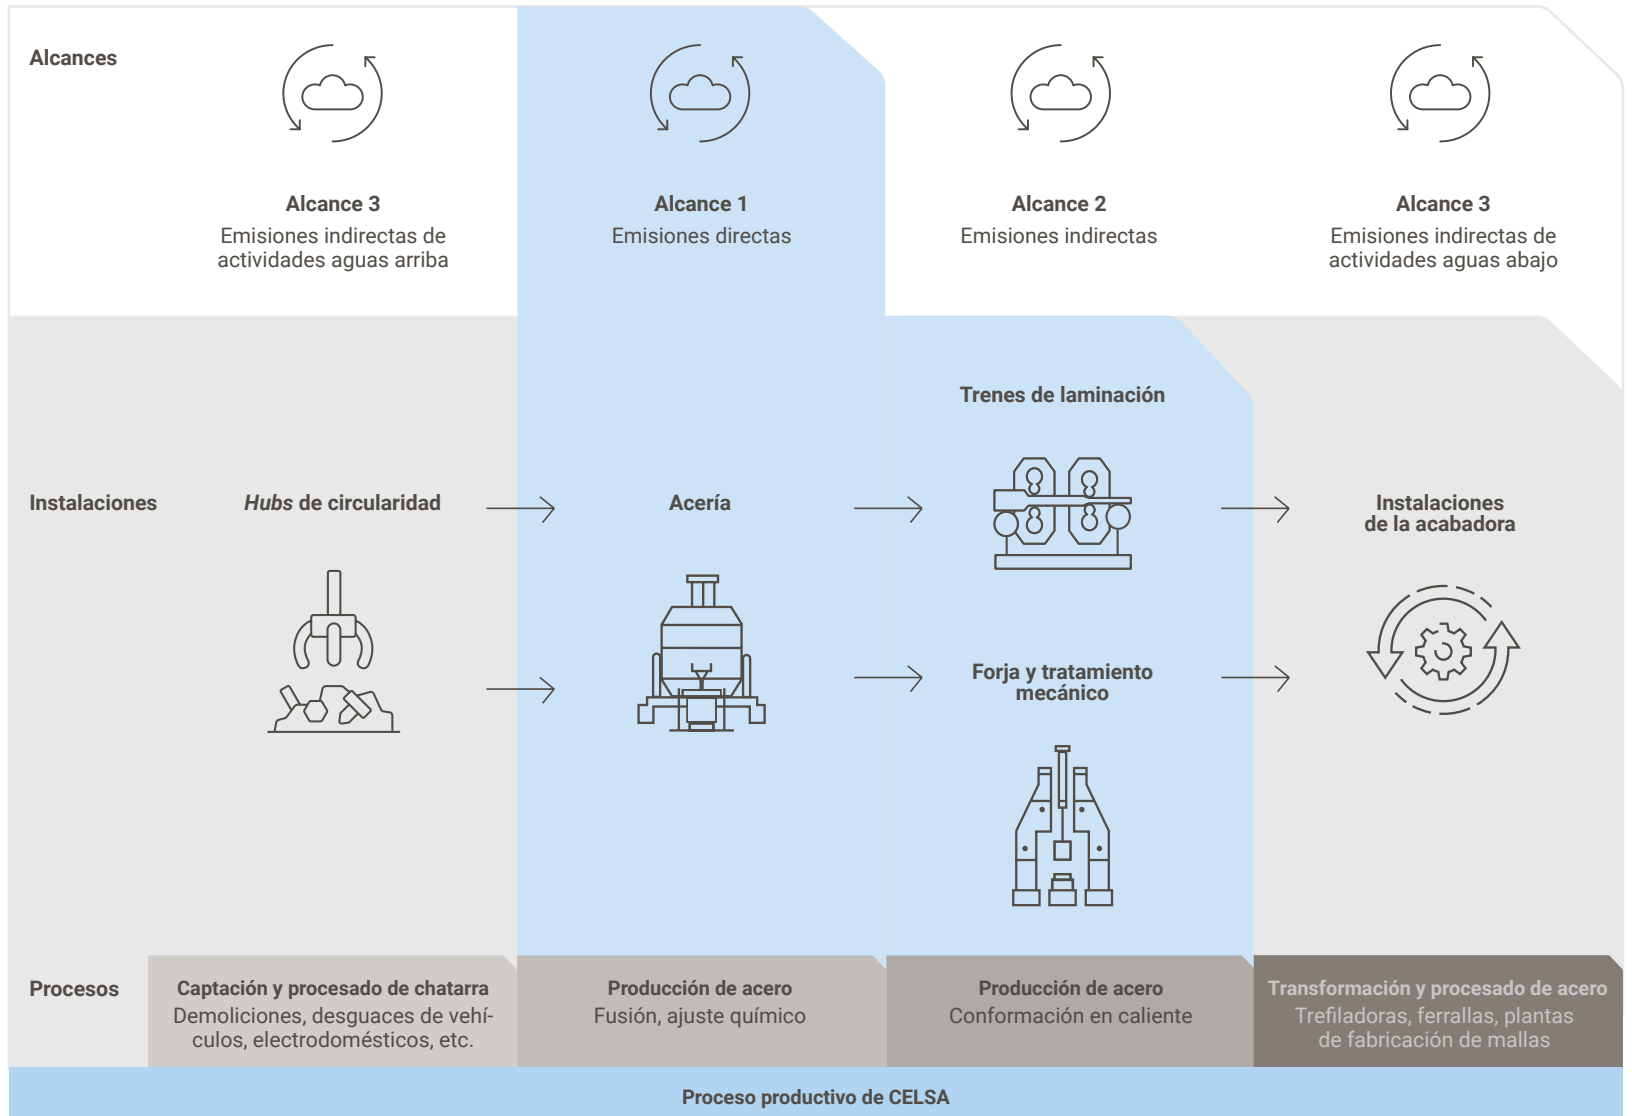 Alcances
Alcance 3
Emisiones indirectas de
actividades aguas arriba
Alcance 1
Emisiones directas
Alcance 2
Emisiones indirectas
Alcance 3
Emisiones indirectas de
actividades aguas abajo
Instalaciones
Hubs de circularidad
Acería
Trenes de laminación
Forja y tratamiento
mecánico
Instalaciones
de la acabadora
Procesos
Captación y procesado de chatarra
Demoliciones, desguaces de vehí-
culos, electrodomésticos, etc.
Producción de acero
Fusión, ajuste químico
Producción de acero
Conformación en caliente
Transformación y procesado de acero
Trefiladoras, ferrallas, plantas
de fabricación de mallas
Proceso productivo de CELSA